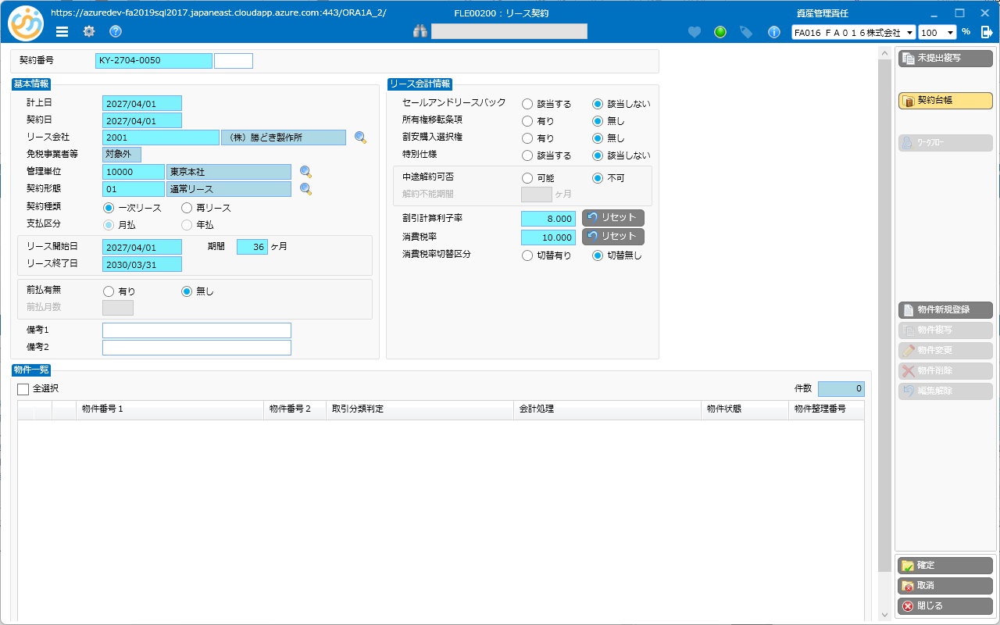 https://azuredev-fa2019sql2017.japaneast.cloudapp.azure.com:443/ORA1A_2/
FLE00200：リース契約
資産管理責任
FA016 ＦＡ０１６株式会社
100
%
契約番号 KY-2704-0050
基本情報
計上日 2027/04/01
契約日 2027/04/01
リース会社 2001 （株）勝どき製作所
免税事業者等 対象外
管理単位 10000 東京本社
契約形態 01 通常リース
契約種類 一次リース 再リース
支払区分 月払 年払
リース開始日 2027/04/01 期間 36 ヶ月
リース終了日 2030/03/31
前払有無 有り 無し
前払月数
備考1
備考2
リース会計情報
セールアンドリースバック 該当する 該当しない
所有権移転条項 有り 無し
割安購入選択権 有り 無し
特別仕様 該当する 該当しない
中途解約可否 可能 不可
解約不能期間 ヶ月
割引計算利子率 8.000 リセット
消費税率 10.000 リセット
消費税率切替区分 切替有り 切替無し
物件一覧
全選択
件数 0
物件番号１ 物件番号２ 取引分類判定 会計処理 物件状態 物件整理番号
未提出複写
契約台帳
ﾜｰｸﾌﾛｰ
物件新規登録
物件複写
物件変更
物件削除
編集解除
確定
取消
閉じる